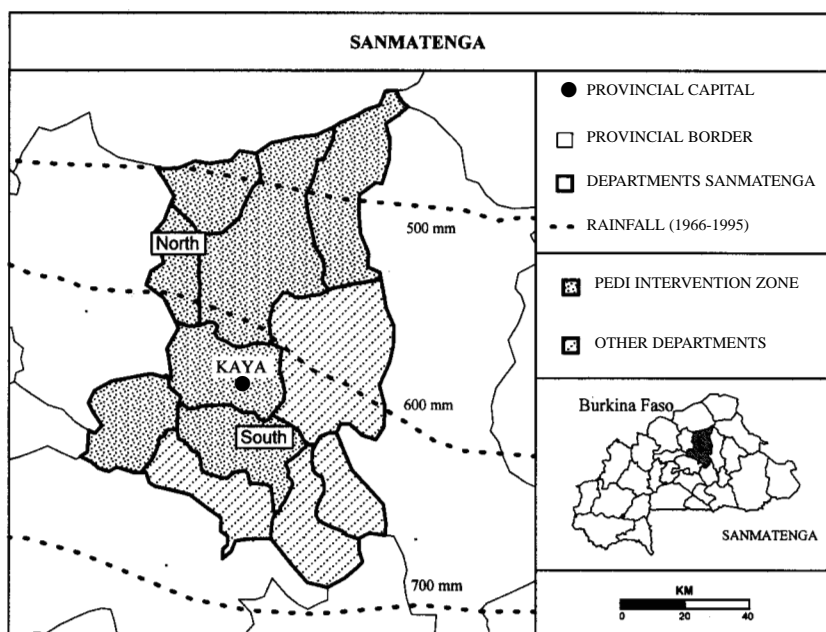 SANMATENGA
North
500 mm
KAYA
600 mm
South
700 mm
PROVINCIAL CAPITAL
PROVINCIAL BORDER
DEPARTMENTS SANMATENGA
RAINFALL (1966-1995)
PEDI INTERVENTION ZONE
OTHER DEPARTMENTS
Burkina Faso
SANMATENGA
KM
0 20 40